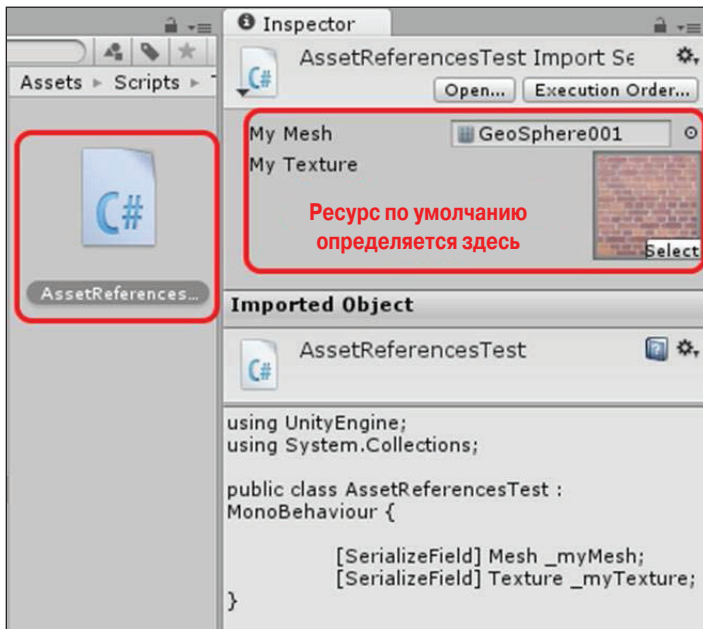 Inspector
AssetReferencesTest Import Se
C#
Open...
Execution Order...
Assets ▸ Scripts ▸
C#
AssetReferences...
My Mesh
GeoSphere001
My Texture
Ресурс по умолчанию
определяется здесь
Select
Imported Object
C#
AssetReferencesTest
using UnityEngine;
using System.Collections;
public class AssetReferencesTest :
MonoBehaviour {
[SerializeField] Mesh _myMesh;
[SerializeField] Texture _myTexture;
}